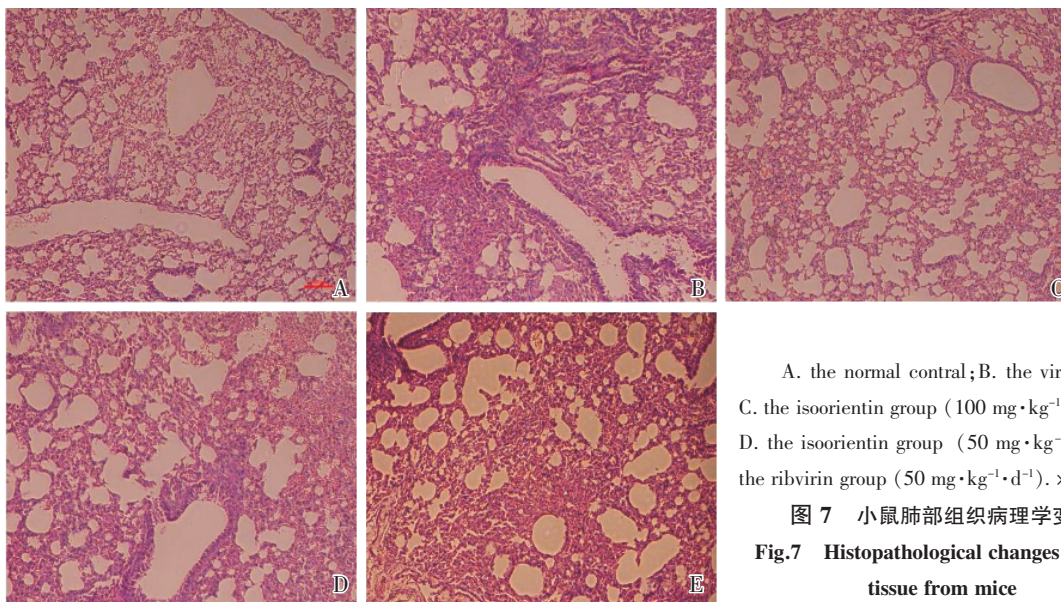 A
B
C
D
E
A. the normal contral;B. the vir
C. the isoorientin group (100 mg·kg⁻¹
D. the isoorientin group (50 mg·kg⁻
the ribvirin group (50 mg·kg⁻¹·d⁻¹). ×
图 7 小鼠肺部组织病理学变
Fig.7 Histopathological changes
tissue from mice